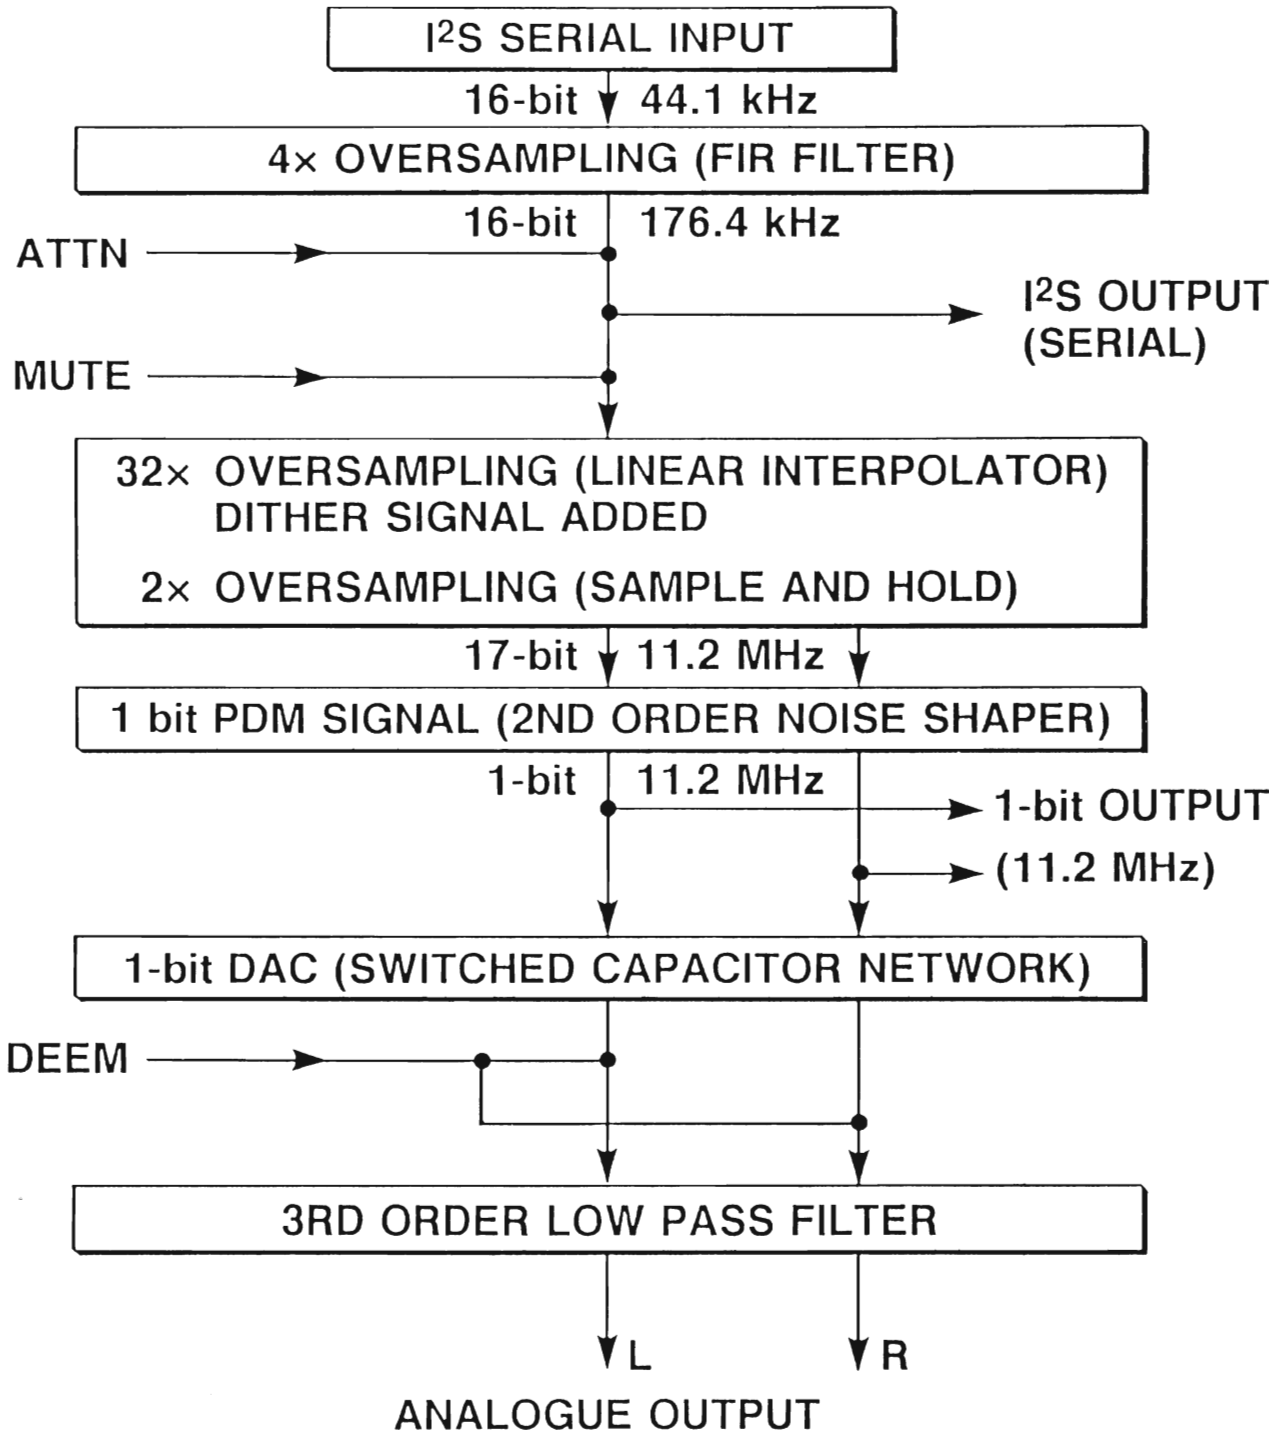 I²S SERIAL INPUT
16-bit 44.1 kHz
4× OVERSAMPLING (FIR FILTER)
16-bit 176.4 kHz
ATTN
I²S OUTPUT
(SERIAL)
MUTE
32× OVERSAMPLING (LINEAR INTERPOLATOR)
DITHER SIGNAL ADDED
2× OVERSAMPLING (SAMPLE AND HOLD)
17-bit 11.2 MHz
1 bit PDM SIGNAL (2ND ORDER NOISE SHAPER)
1-bit 11.2 MHz
1-bit OUTPUT
(11.2 MHz)
1-bit DAC (SWITCHED CAPACITOR NETWORK)
DEEM
3RD ORDER LOW PASS FILTER
L R
ANALOGUE OUTPUT